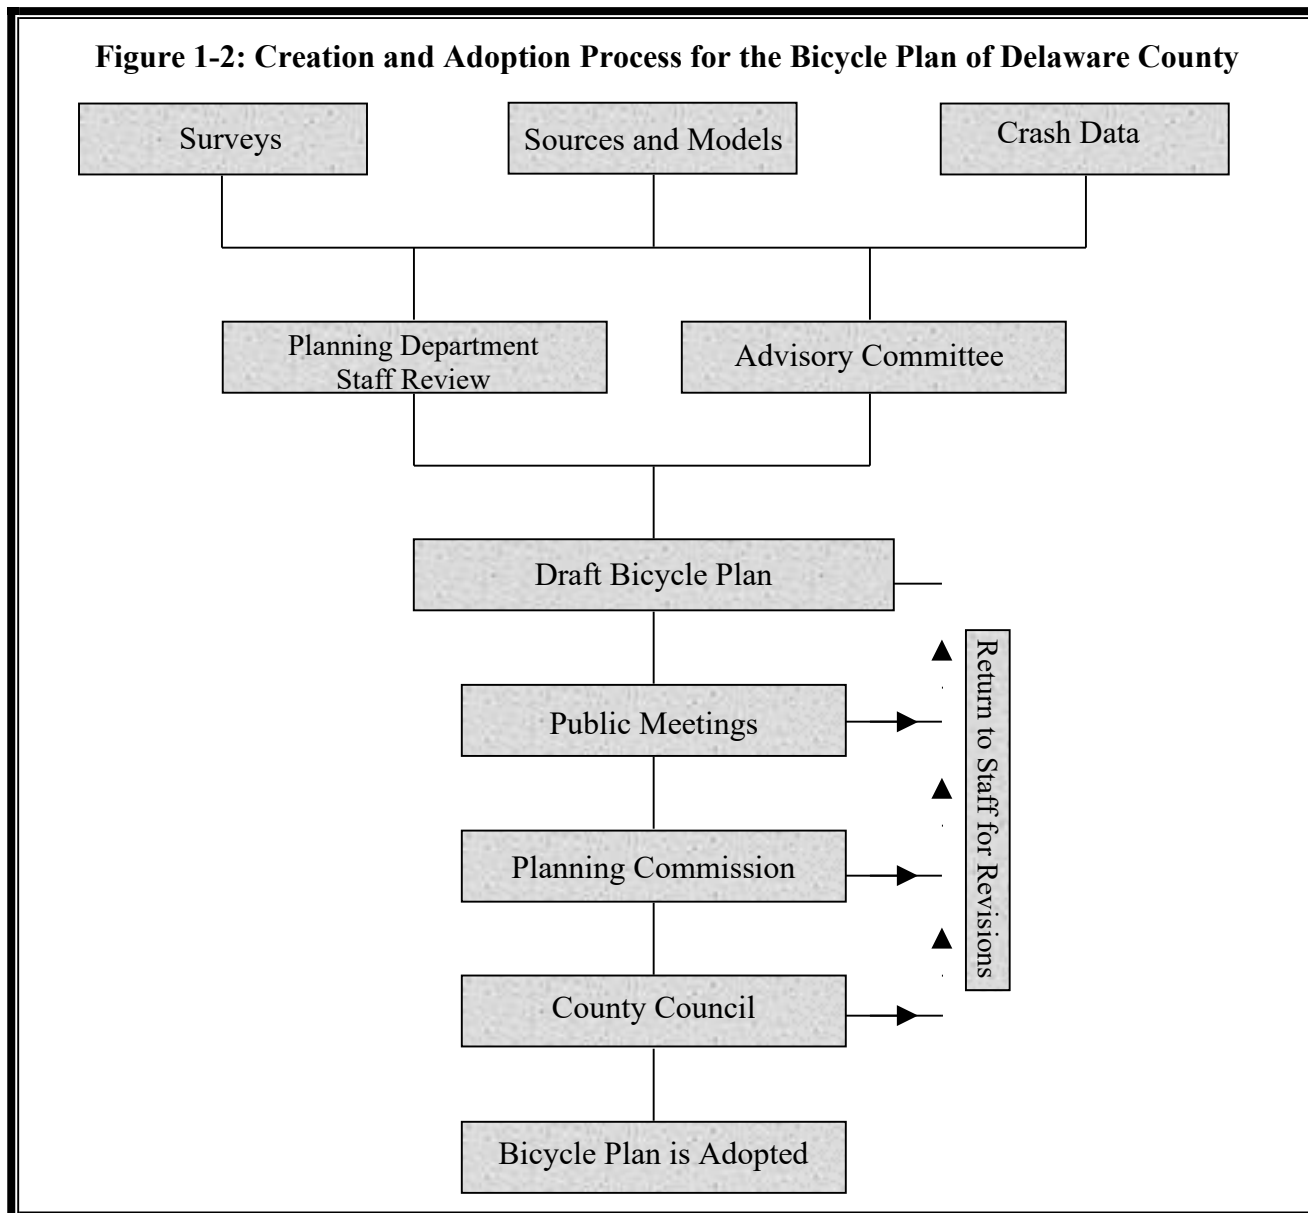 Figure 1-2: Creation and Adoption Process for the Bicycle Plan of Delaware County
Surveys
Sources and Models
Crash Data
Planning Department
Staff Review
Advisory Committee
Draft Bicycle Plan
Return to Staff for Revisions
Public Meetings
Planning Commission
County Council
Bicycle Plan is Adopted